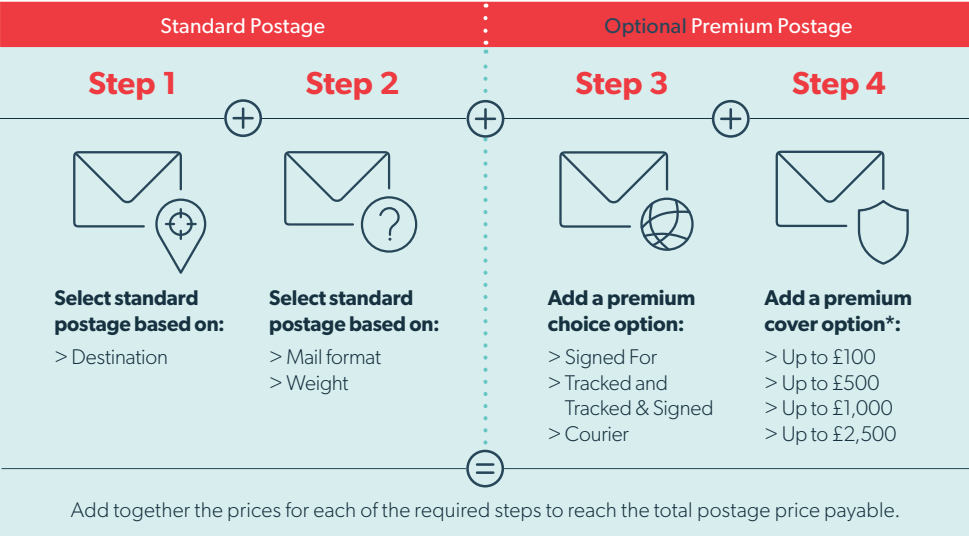 Standard Postage
Optional Premium Postage
Step 1
Step 2
Step 3
Step 4
Select standard
postage based on:
> Destination
Select standard
postage based on:
> Mail format
> Weight
Add a premium
choice option:
> Signed For
> Tracked and
Tracked & Signed
> Courier
Add a premium
cover option*:
> Up to £100
> Up to £500
> Up to £1,000
> Up to £2,500
Add together the prices for each of the required steps to reach the total postage price payable.